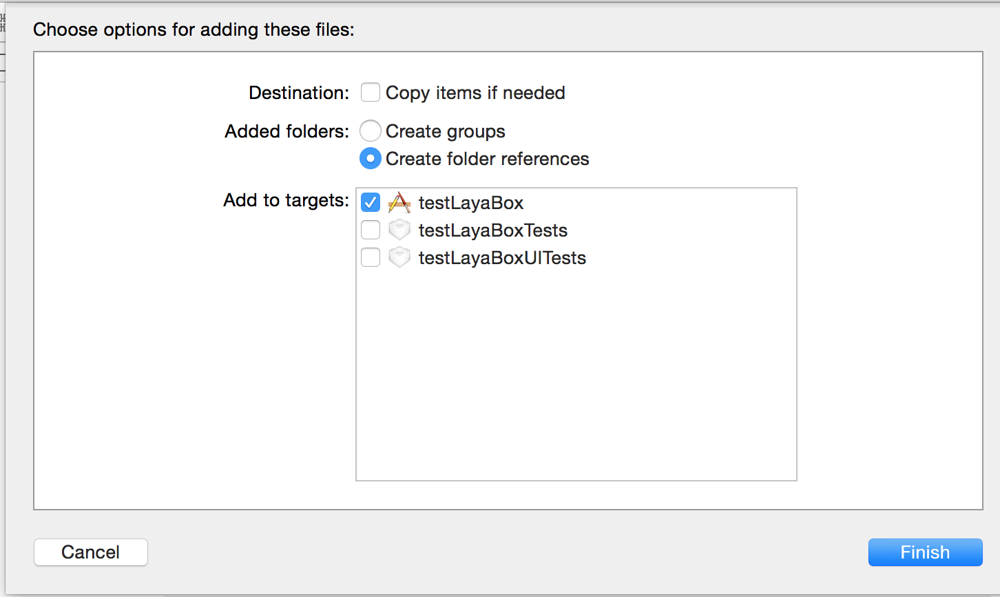 Choose options for adding these files:
Destination: Copy items if needed
Added folders: Create groups
Create folder references
Add to targets: testLayaBox
testLayaBoxTests
testLayaBoxUITests
Cancel Finish